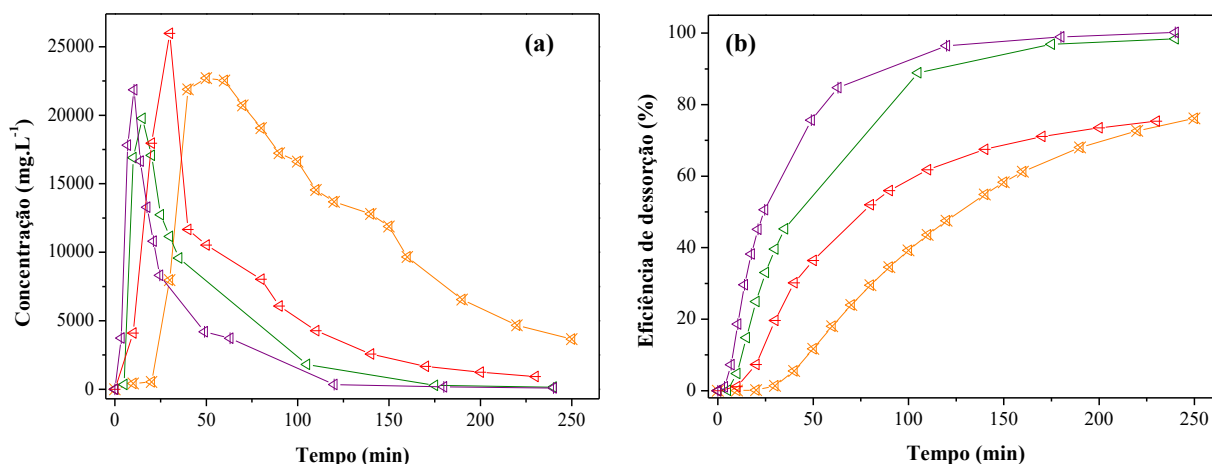 (a)
Concentração (mg.L⁻¹)
25000
20000
15000
10000
5000
0
0 50 100 150 200 250
Tempo (min)
(b)
Eficiência de dessorção (%)
100
80
60
40
20
0
0 50 100 150 200 250
Tempo (min)